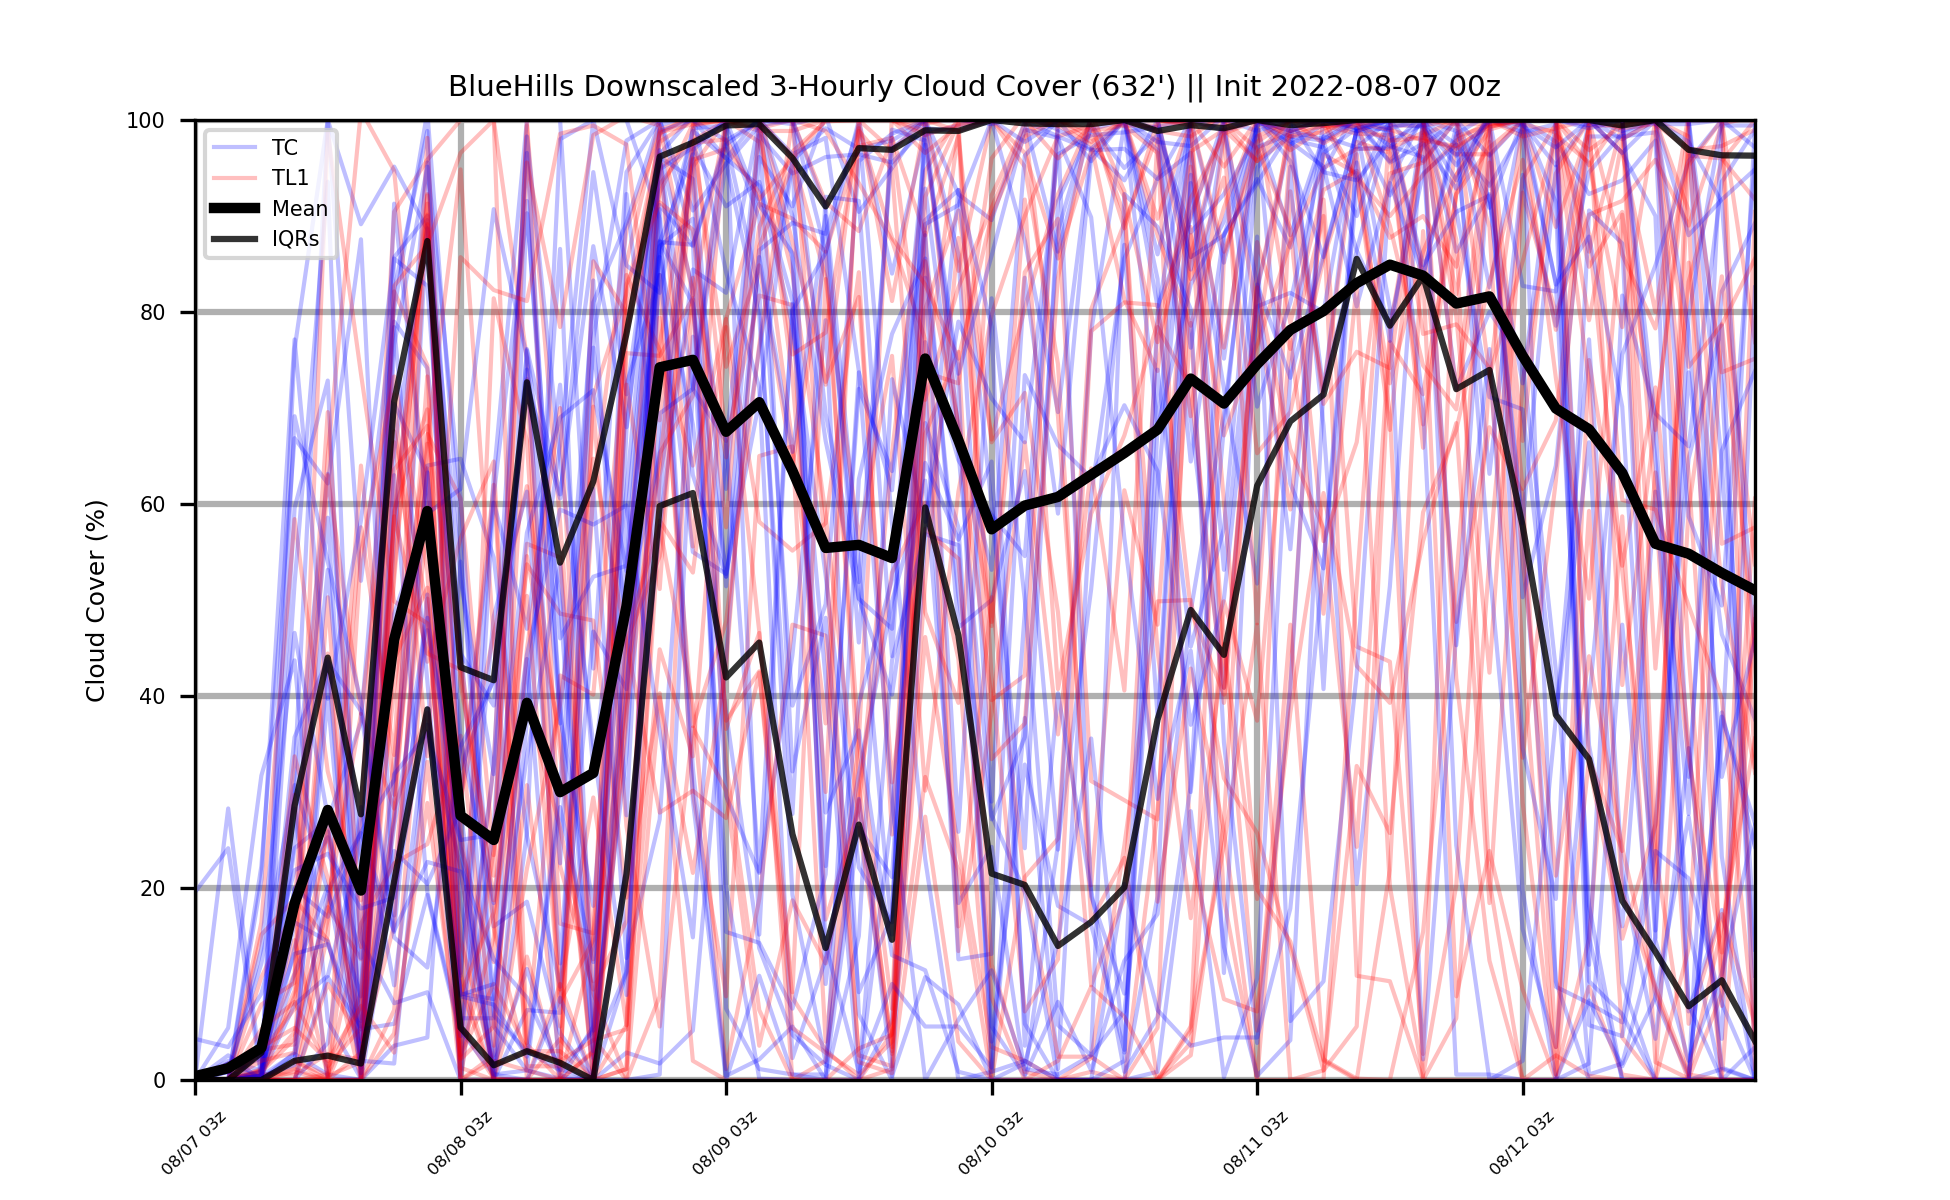 BlueHills Downscaled 3-Hourly Cloud Cover (632') || Init 2022-08-07 00z
TC
TL1
Mean
IQRs
Cloud Cover (%)
100
80
60
40
20
0
08/07 03z
08/08 03z
08/09 03z
08/10 03z
08/11 03z
08/12 03z